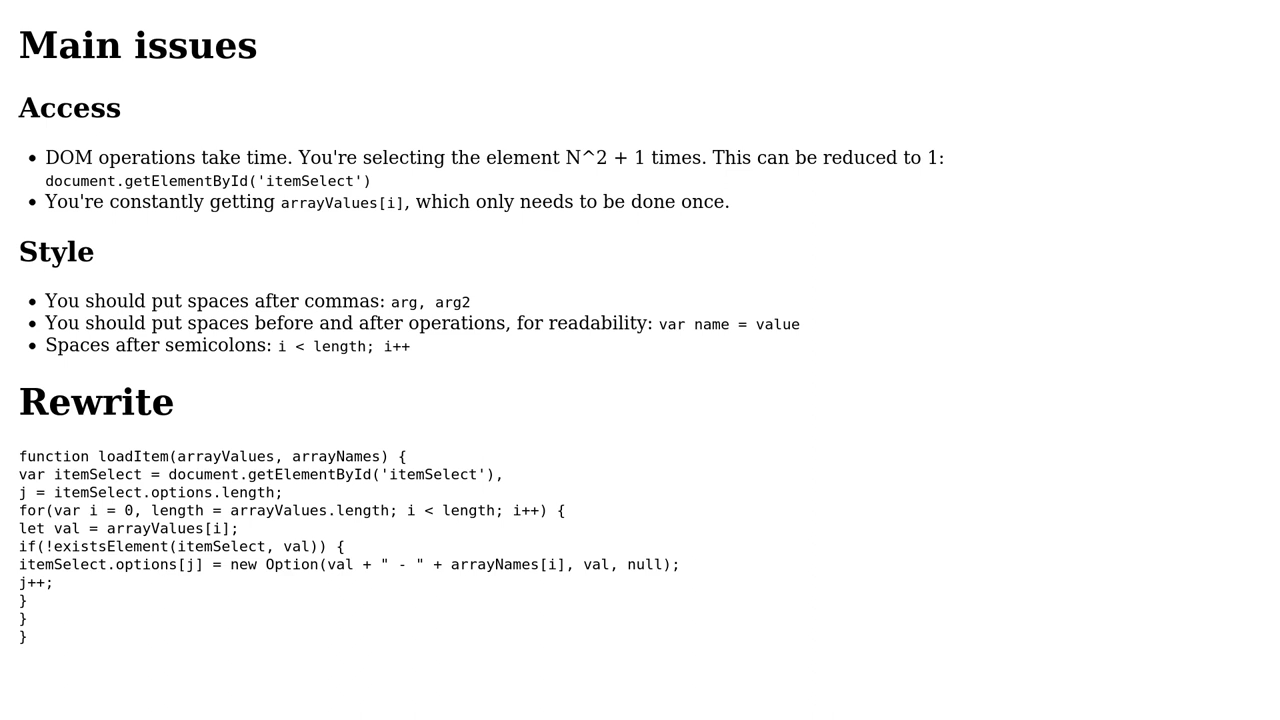 Main issues
Access
DOM operations take time. You're selecting the element N^2 + 1 times. This can be reduced to 1:
document.getElementById('itemSelect')
You're constantly getting arrayValues[i], which only needs to be done once.
Style
You should put spaces after commas: arg, arg2
You should put spaces before and after operations, for readability: var name = value
Spaces after semicolons: i < length; i++
Rewrite
function loadItem(arrayValues, arrayNames) {
var itemSelect = document.getElementById('itemSelect'),
j = itemSelect.options.length;
for(var i = 0, length = arrayValues.length; i < length; i++) {
let val = arrayValues[i];
if(!existsElement(itemSelect, val)) {
itemSelect.options[j] = new Option(val + " - " + arrayNames[i], val, null);
j++;
}
}
}